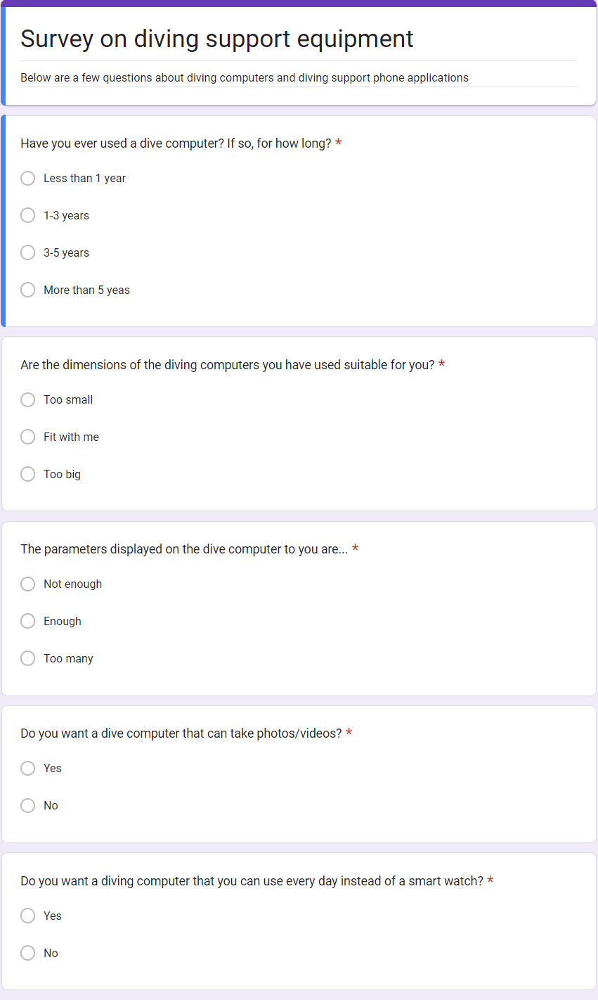 Survey on diving support equipment
Below are a few questions about diving computers and diving support phone applications
Have you ever used a dive computer? If so, for how long? *
Less than 1 year
1-3 years
3-5 years
More than 5 yeas
Are the dimensions of the diving computers you have used suitable for you? *
Too small
Fit with me
Too big
The parameters displayed on the dive computer to you are... *
Not enough
Enough
Too many
Do you want a dive computer that can take photos/videos? *
Yes
No
Do you want a diving computer that you can use every day instead of a smart watch? *
Yes
No